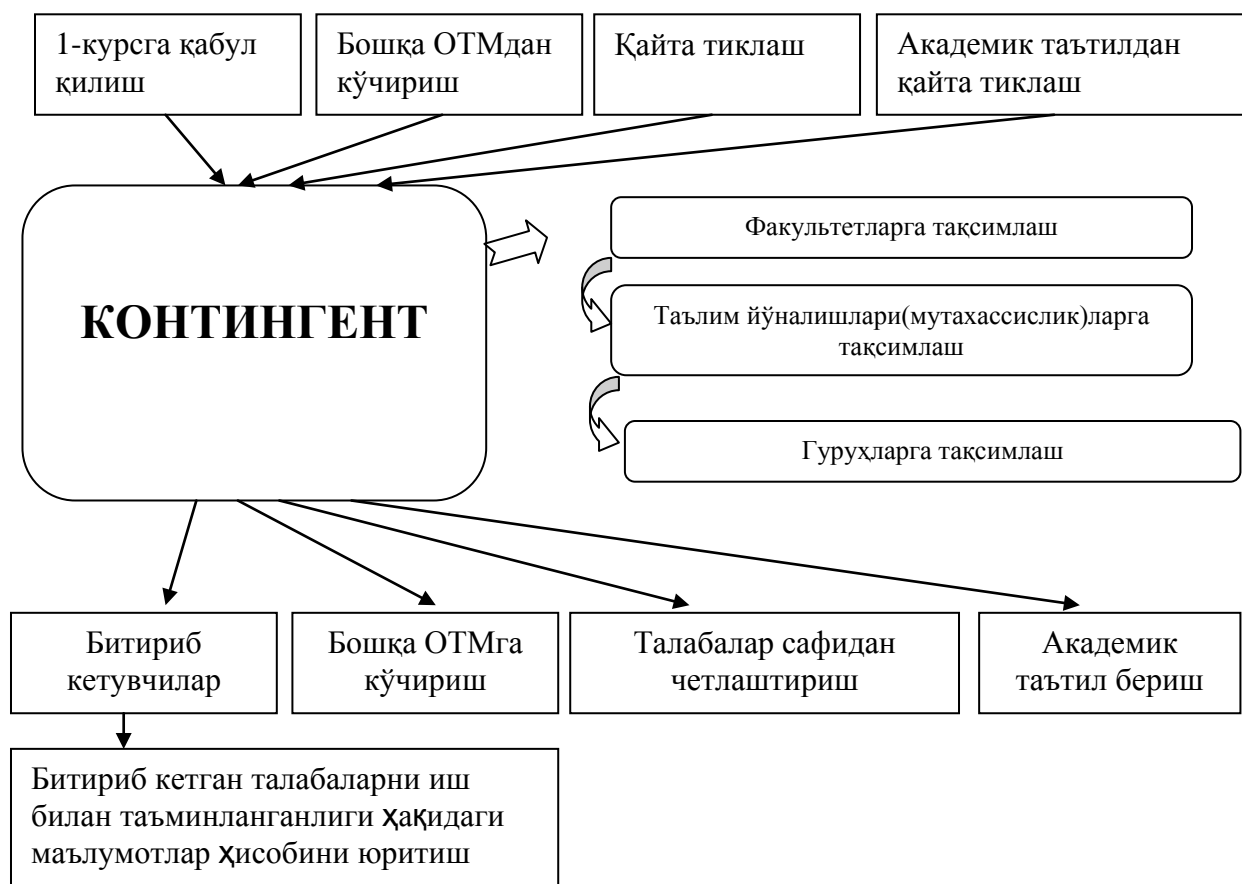 1-курсга қабул
қилиш
Бошқа ОТМдан
кўчириш
Қайта тиклаш
Академик таътилдан
қайта тиклаш
КОНТИНГЕНТ
Факультетларга тақсимлаш
Таълим йўналишлари(мутахассислик)ларга
тақсимлаш
Гуруҳларга тақсимлаш
Битириб
кетувчилар
Бошқа ОТМга
кўчириш
Талабалар сафидан
четлаштириш
Академик
таътил бериш
Битириб кетган талабаларни иш
билан таъминланганлиги ҳақидаги
маълумотлар ҳисобини юритиш